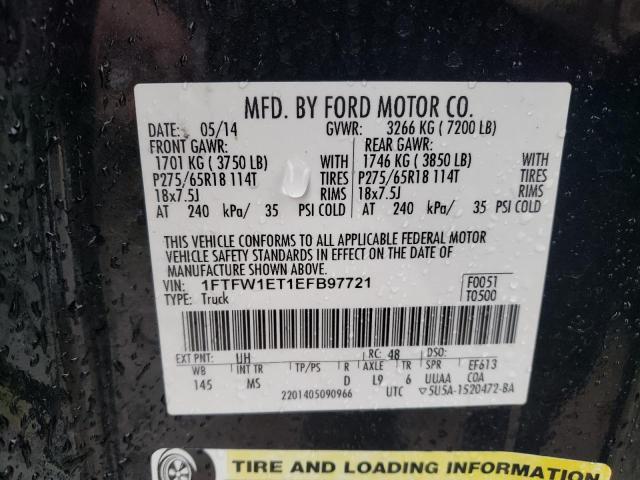 MFD. BY FORD MOTOR CO.
DATE: 05/14 GVWR: 3266 KG ( 7200 LB)
FRONT GAWR: REAR GAWR:
1701 KG ( 3750 LB) WITH 1746 KG ( 3850 LB) WITH
P275/65R18 114T TIRES P275/65R18 114T TIRES
18x7.5J RIMS 18x7.5J RIMS
AT 240 kPa/ 35 PSI COLD AT 240 kPa/ 35 PSI COLD
THIS VEHICLE CONFORMS TO ALL APPLICABLE FEDERAL MOTOR
VEHICLE SAFETY STANDARDS IN EFFECT ON THE DATE OF
MANUFACTURE SHOWN ABOVE.
VIN: 1FTFW1ET1EFB97721 F0051
TYPE: Truck T0500
EXT PNT: UH RC: 48 DSO:
WB INT TR TP/PS R AXLE TR SPR EF613
145 MS D L9 6 UUAA COA
2201405090966 UTC ▽5U5A-1520472-BA
TIRE AND LOADING INFORMATION